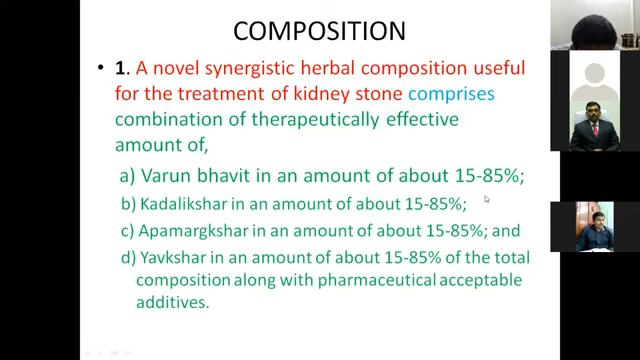 COMPOSITION
• 1. A novel synergistic herbal composition useful
for the treatment of kidney stone comprises
combination of therapeutically effective
amount of,
a) Varun bhavit in an amount of about 15-85%;
b) Kadalikshar in an amount of about 15-85%;
c) Apamargkshar in an amount of about 15-85%; and
d) Yavkshar in an amount of about 15-85% of the total
composition along with pharmaceutical acceptable
additives.